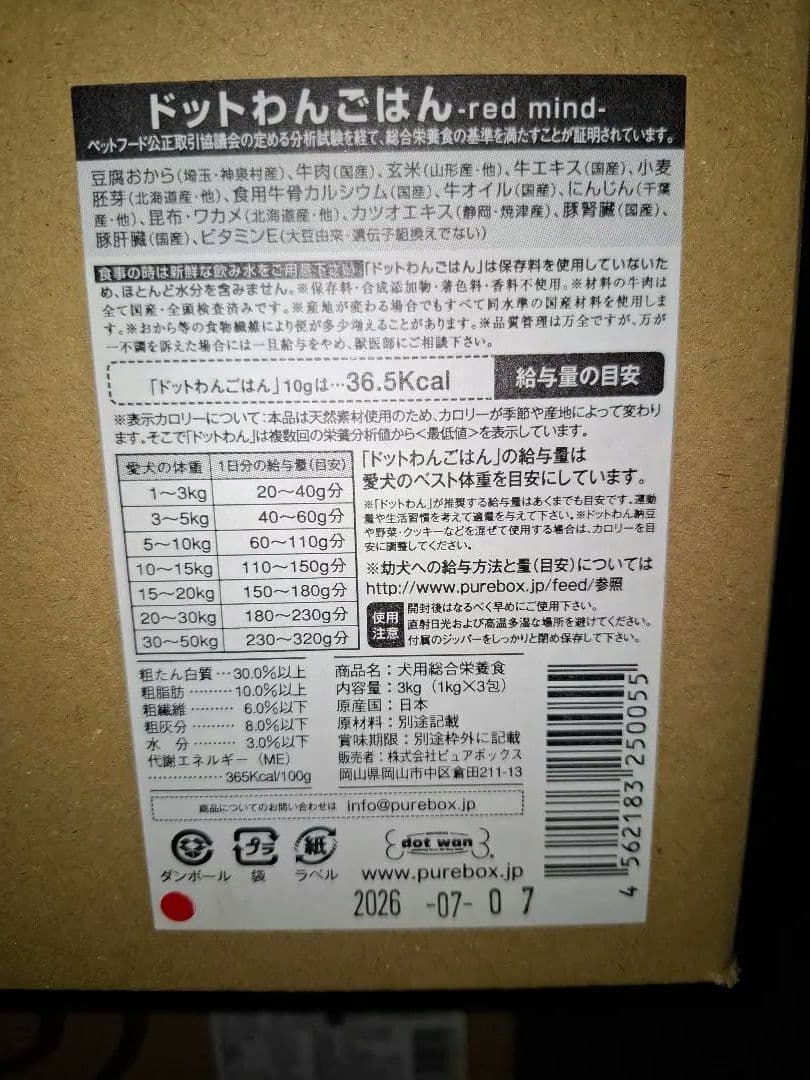 ドットわんごはん-red mind-
ペットフード公正取引協議会の定める分析試験を経て、総合栄養食の基準を満たすことが証明されています。
豆腐おから(埼玉・神泉村産)、牛肉(国産)、玄米(山形産・他)、牛エキス(国産)、小麦
胚芽(北海道産・他)、食用牛骨カルシウム(国産)、牛オイル(国産)、にんじん(千葉
産・他)、昆布・ワカメ(北海道産・他)、カツオエキス(静岡・焼津産)、豚腎臓(国産)、
豚肝臓(国産)、ビタミンE(大豆由来・遺伝子組換えでない)
食事の時は新鮮な飲み水をご用意下さい。「ドットわんごはん」は保存料を使用していないた
め、ほとんど水分を含みません。※保存料・合成添加物・着色料・香料不使用。※材料の牛肉は
全て国産・全頭検査済みです。※産地が変わる場合でもすべて同水準の国産材料を使用しま
す。※おから等の食物繊維により便が多少増えることがあります。※品質管理は万全ですが、万が
一不調を訴えた場合には一旦給与をやめ、獣医師にご相談下さい。
「ドットわんごはん」10gは…36.5Kcal 給与量の目安
※表示カロリーについて：本品は天然素材使用のため、カロリーが季節や産地によって変わり
ます。そこで「ドットわん」は複数回の栄養分析値から<最低値>を表示しています。
愛犬の体重 1日分の給与量(目安)
1〜3kg 20〜40g分
3〜5kg 40〜60g分
5〜10kg 60〜110g分
10〜15kg 110〜150g分
15〜20kg 150〜180g分
20〜30kg 180〜230g分
30〜50kg 230〜320g分
「ドットわんごはん」の給与量は
愛犬のベスト体重を目安にしています。
※「ドットわん」が推奨する給与量はあくまでも目安です。運動
量や生活習慣を考えて適量を与えて下さい。※ドットわん納豆
や野菜・クッキーなどを混ぜて使用する場合は、カロリーを目
安に調整してください。
※幼犬への給与方法と量(目安)については
http://www.purebox.jp/feed/参照
使用
注意
開封後はなるべく早めにご使用下さい。
直射日光および高温多湿な場所を避けてください。
付属のジッパーをしっかりと閉め保存して下さい。
粗たん白質…30.0%以上
粗脂肪………10.0%以上
粗繊維………6.0%以下
粗灰分………8.0%以下
水 分………3.0%以下
代謝エネルギー(ME)
……………365Kcal/100g
商品名：犬用総合栄養食
内容量：3kg(1kg×3包)
原産国：日本
原材料：別途記載
賞味期限：別途枠外に記載
販売者：株式会社ピュアボックス
岡山県岡山市中区倉田211-13
商品についてのお問い合わせは info@purebox.jp
プラ
紙
ダンボール 袋 ラベル
dot wan
www.purebox.jp
2026 -07- 0 7
4 562183 250055